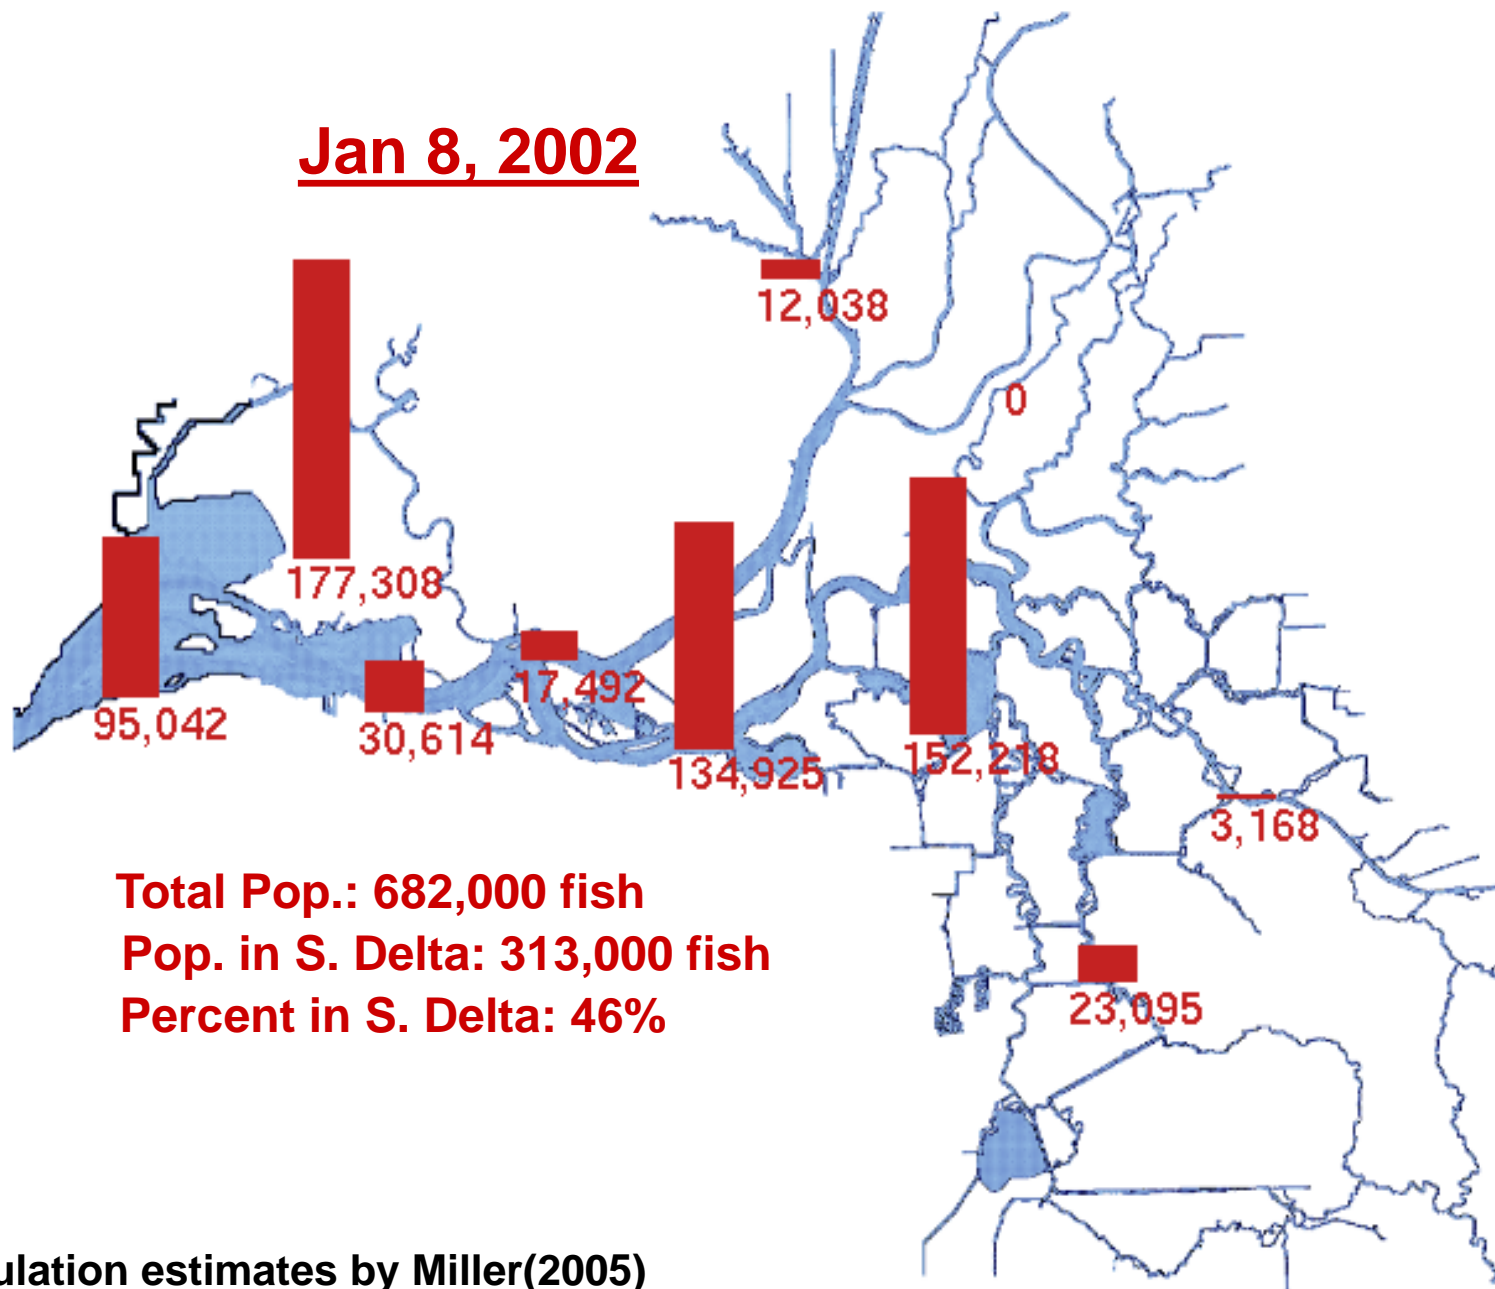 Jan 8, 2002
12,038
0
177,308
17,492
95,042
30,614
134,925
152,218
3,168
Total Pop.: 682,000 fish
Pop. in S. Delta: 313,000 fish
Percent in S. Delta: 46%
23,095
ulation estimates by Miller(2005)